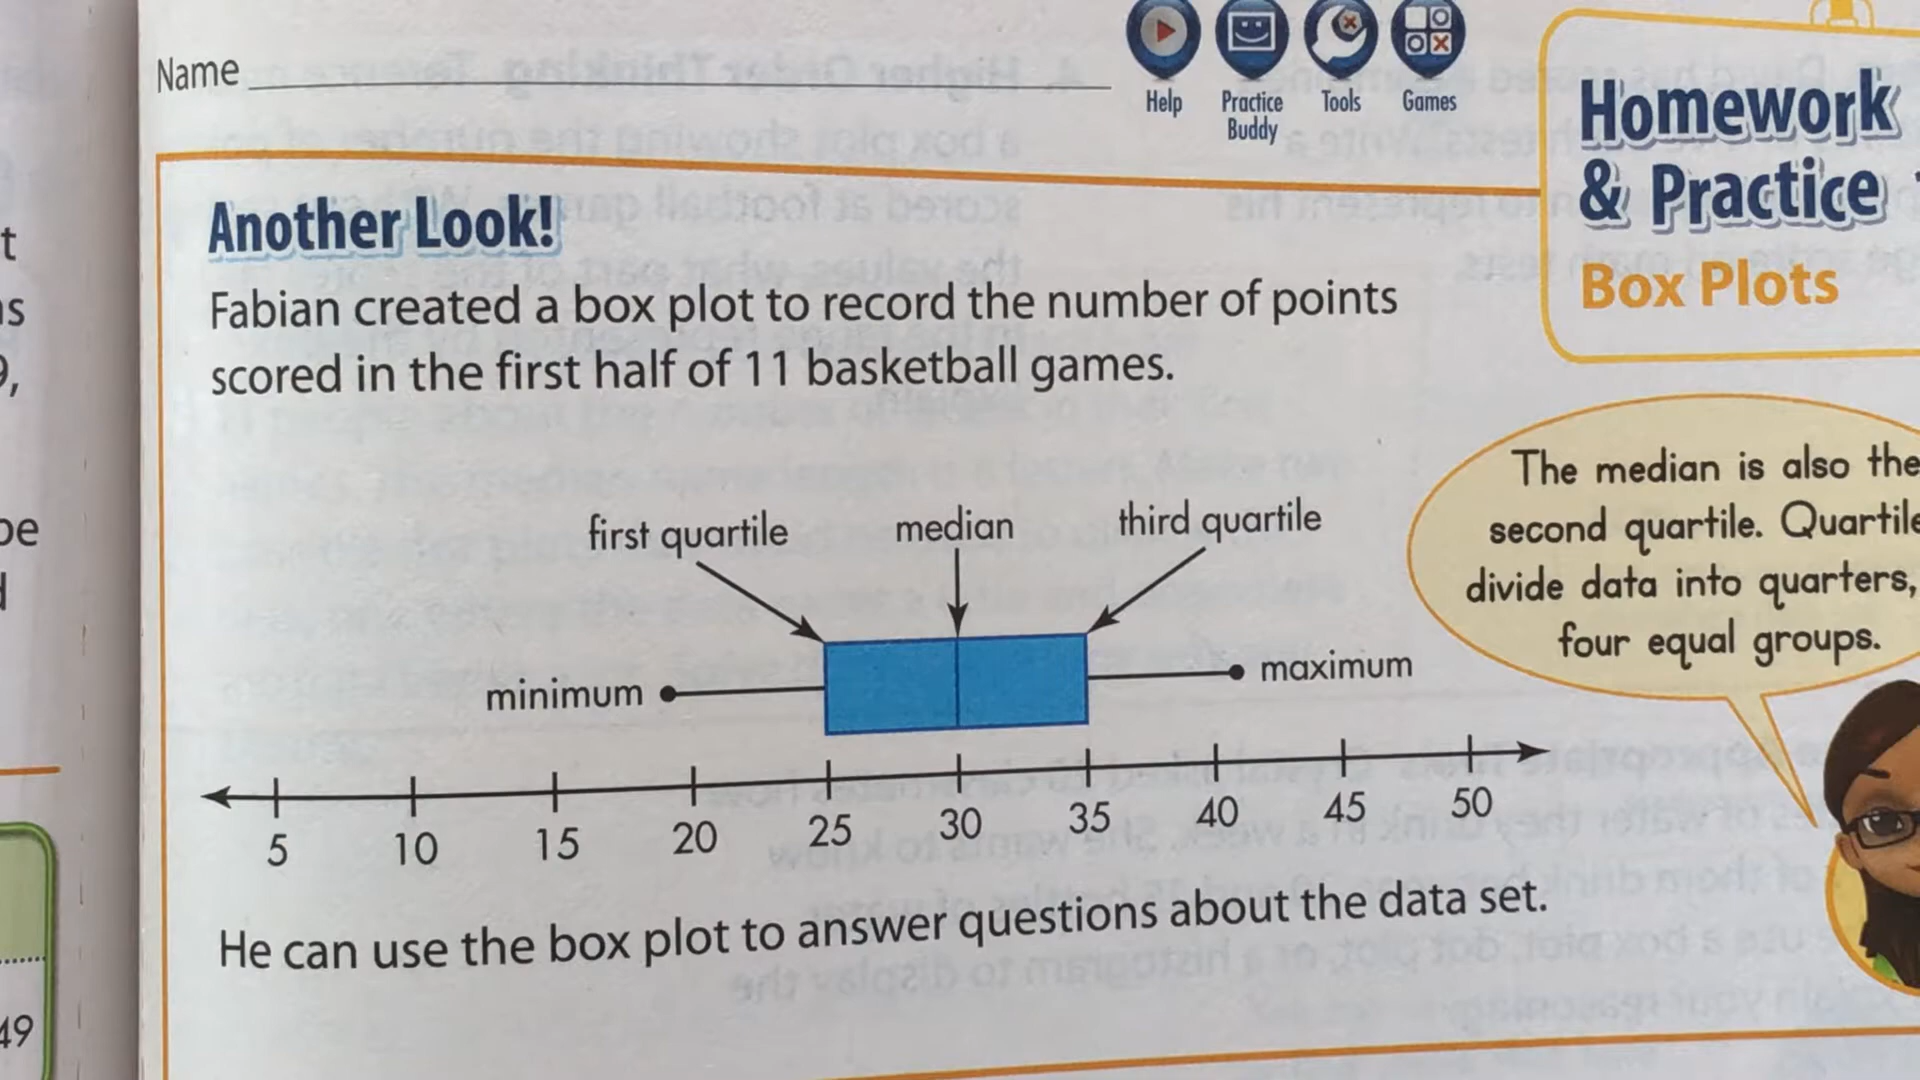 Name
Help
Practice
Buddy
Tools
Games
Homework
& Practice
Box Plots
Another Look!
Fabian created a box plot to record the number of points
scored in the first half of 11 basketball games.
The median is also the
second quartile. Quartile
divide data into quarters,
four equal groups.
first quartile
median
third quartile
minimum
maximum
5 10 15 20 25 30 35 40 45 50
He can use the box plot to answer questions about the data set.
49